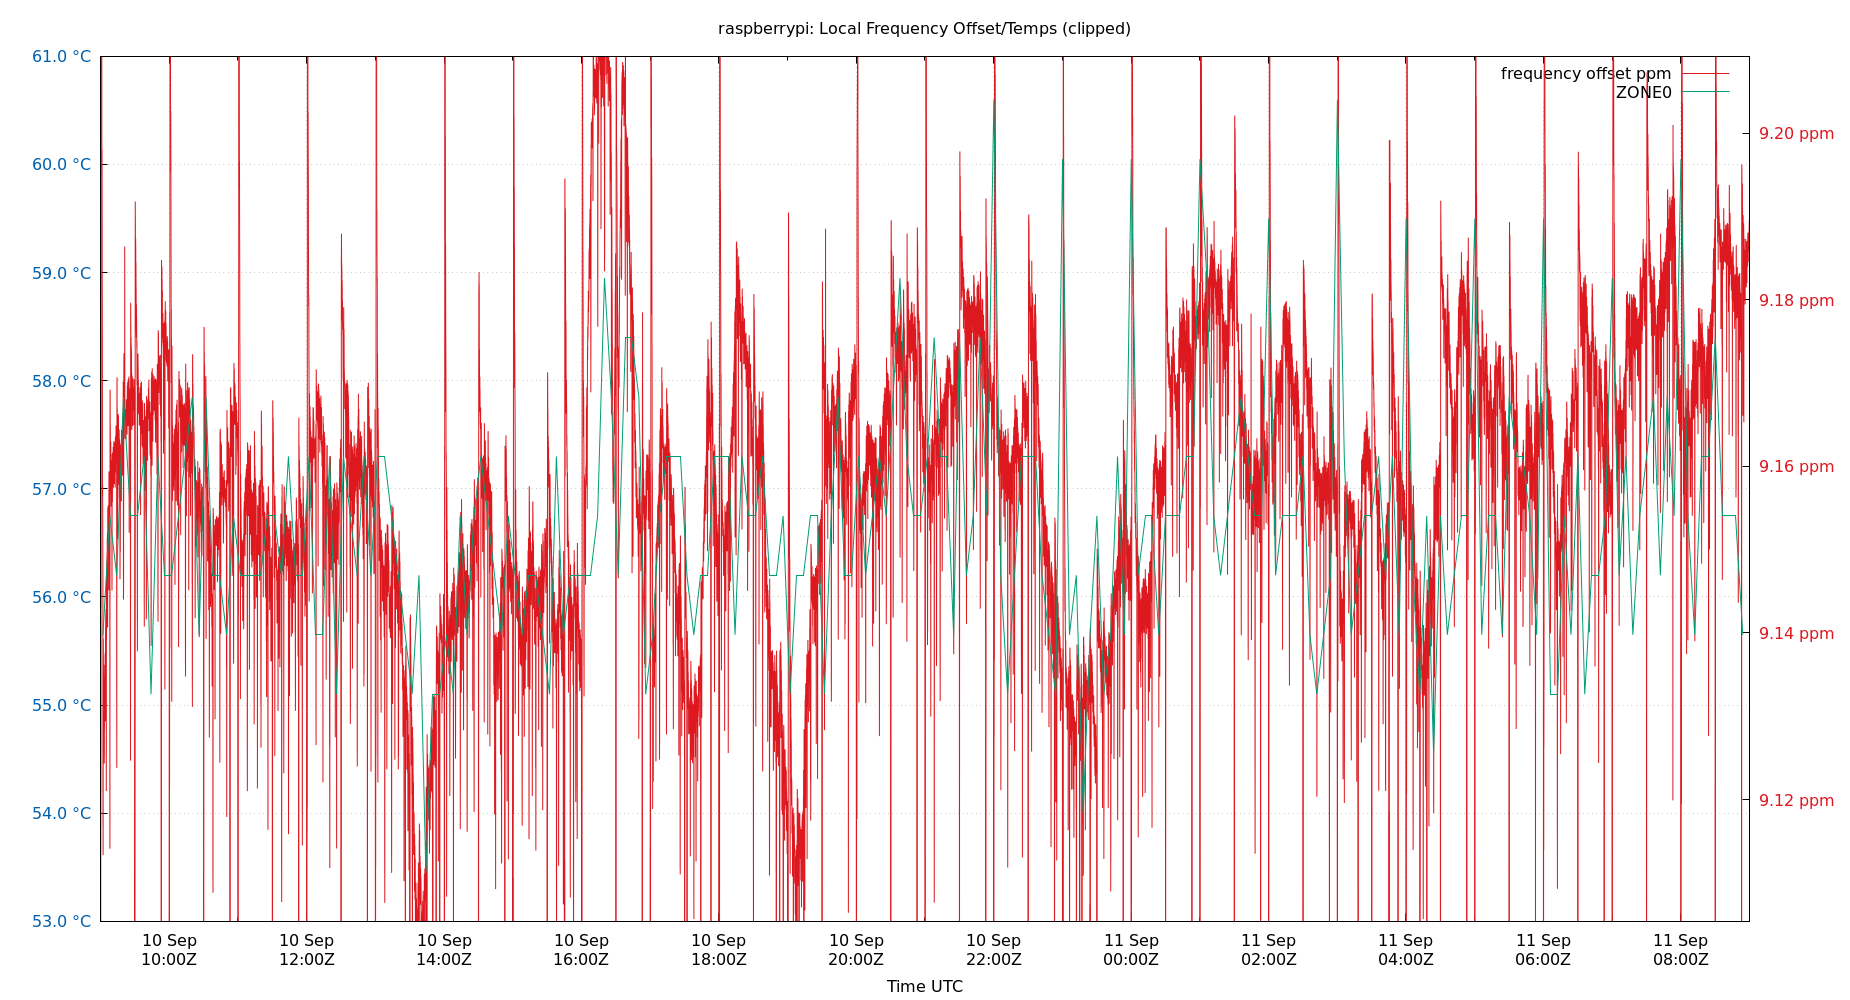 raspberrypi: Local Frequency Offset/Temps (clipped)
61.0 °C
60.0 °C
59.0 °C
58.0 °C
57.0 °C
56.0 °C
55.0 °C
54.0 °C
53.0 °C
frequency offset ppm
ZONE0
9.20 ppm
9.18 ppm
9.16 ppm
9.14 ppm
9.12 ppm
10 Sep 10 Sep 10 Sep 10 Sep 10 Sep 10 Sep 10 Sep 11 Sep 11 Sep 11 Sep 11 Sep 11 Sep
10:00Z 12:00Z 14:00Z 16:00Z 18:00Z 20:00Z 22:00Z 00:00Z 02:00Z 04:00Z 06:00Z 08:00Z
Time UTC